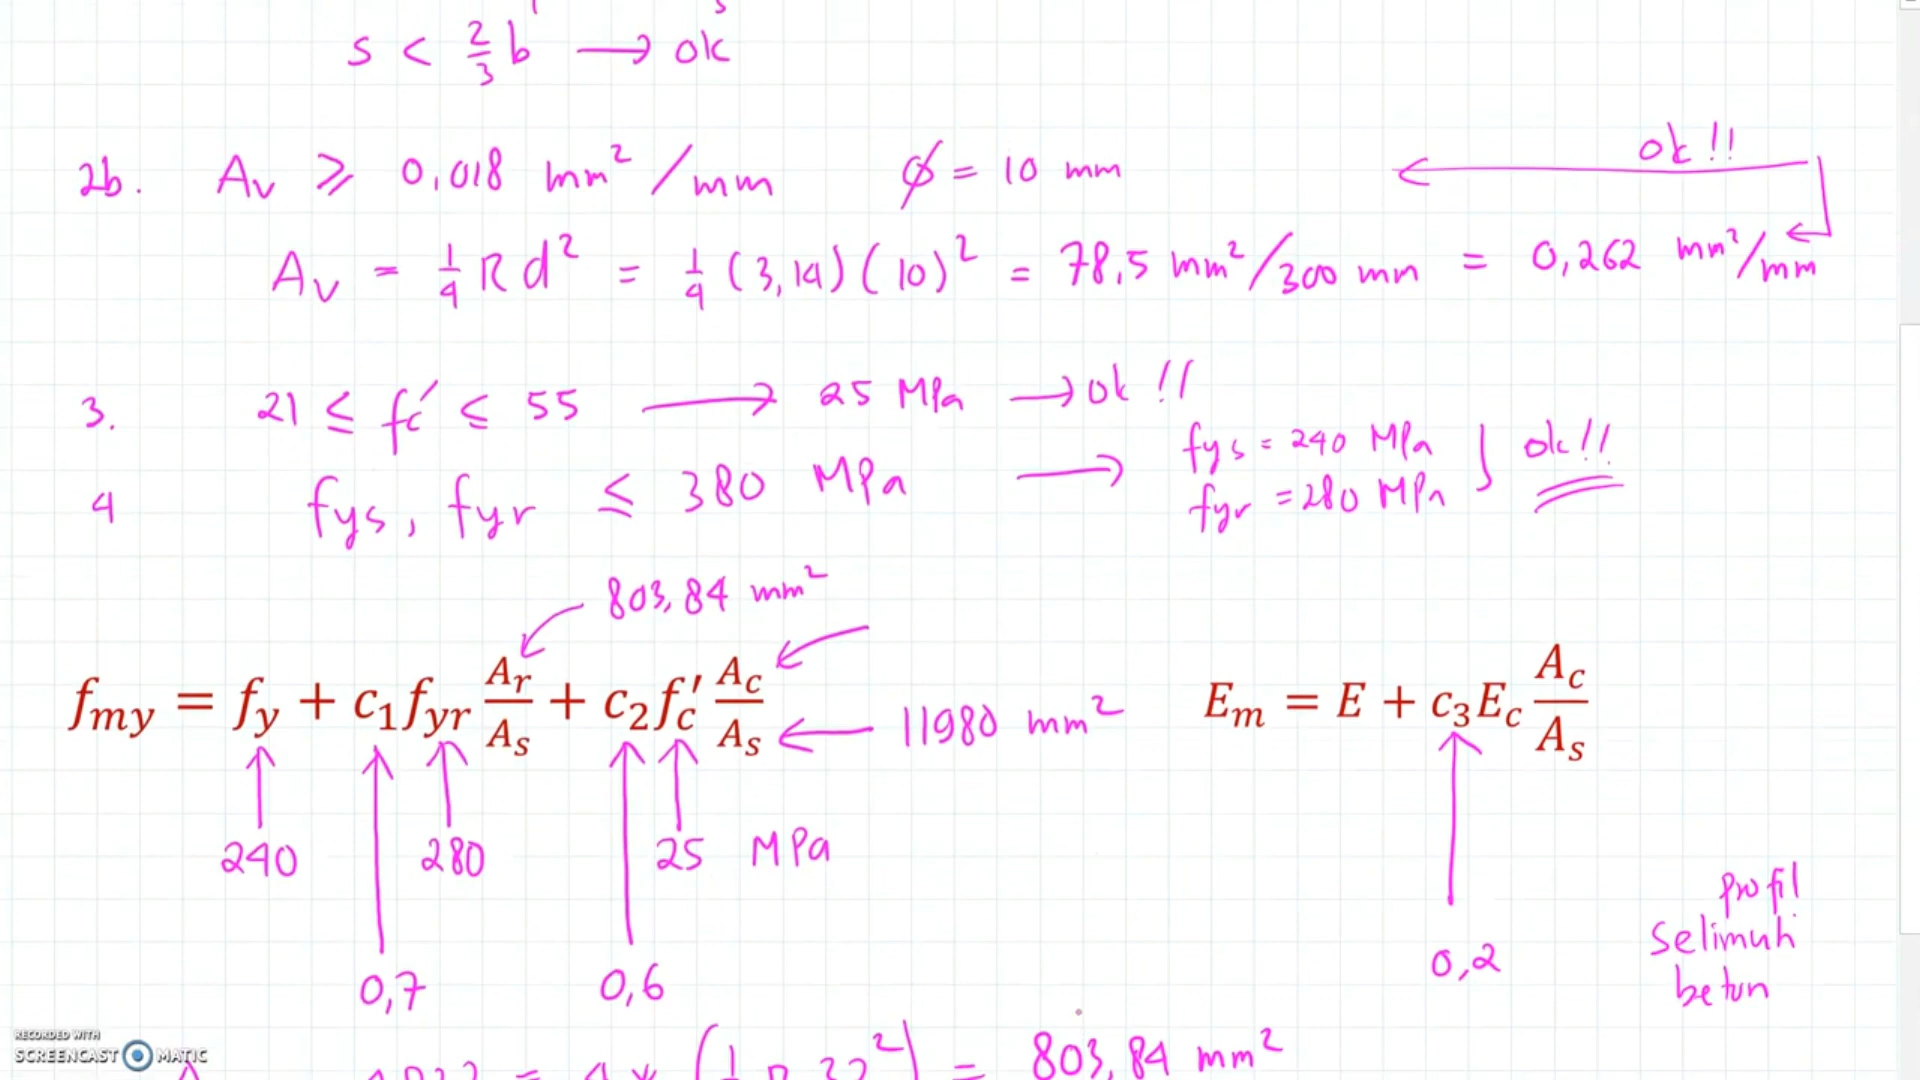 s < 2/3 b → ok
ok !!
2b. Av ≥ 0,018 mm²/mm ø = 10 mm
Av = 1/4 π d² = 1/4 (3,14) (10)² = 78,5 mm²/300 mm = 0,262 mm²/mm
3. 21 ≤ fc' ≤ 55 → 25 MPa → ok !!
4 fys, fyr ≤ 380 MPa → fys = 240 MPa
fyr = 280 MPa } ok !!
803,84 mm²
fmy = fy + c₁fyr Ar/As + c₂f'c Ac/As ← 11980 mm² Em = E + c₃Ec Ac/As
240 280 25 MPa
0,7 0,6 0,2
profil
selimuh
beton
RECORDED WITH
SCREENCAST MATIC
= 803,84 mm²